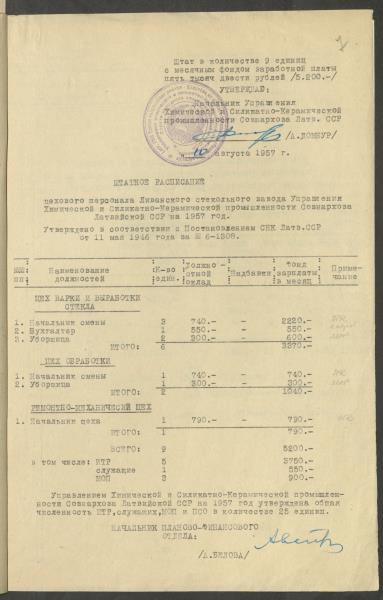 Штат в количестве 9 единиц
с месячным фондом заработной платы
пять тысяч двести рублей /5.200.-/
УТВЕРЖДАЮ:
Начальник Управления
Химической и Силикатно-Керамической
промышленности Совнархоза Латв. ССР
/А.ДОМБУР/
"10" августа 1957 г.
ШТАТНОЕ РАСПИСАНИЕ
цехового персонала Ливанского стекольного завода Управления
Химической и Силикатно-Керамической промышленности Совнархоза
Латвийской ССР на 1957 год.
Утверждено в соответствии с Постановлением СНК Латв.ССР
от 11 мая 1946 года за № 6-1308.
Наименование должностей К-во един. Должностной оклад Надбавки Фонд зарплаты в месяц Примечание
ЦЕХ ВАРКИ И ВЫРАБОТКИ
СТЕКЛА
1. Начальник смены 3 740.- - 2220.-
2. Бухгалтер 1 550.- - 550.-
3. Уборщица 2 300.- - 600.-
ИТОГО: 6 3370.-
ЦЕХ ОБРАБОТКИ
1. Начальник смены 1 740.- - 740.-
2. Уборщица 1 300.- - 300.-
ИТОГО: 2 1040.-
РЕМОНТНО-МЕХАНИЧЕСКИЙ ЦЕХ
1. Начальник цеха 1 790.- - 790.-
ИТОГО: 1 790.-
ВСЕГО: 9 5200.-
в том числе: ИТР 5 3750.-
служащие 1 550.-
МОП 3 900.-
Управлением Химической и Силикатно-Керамической промышлен-
ности Совнархоза Латвийской ССР на 1957 год утверждена общая
численность ИТР,служащих,МОП и ПСО в количестве 25 единиц.
НАЧАЛЬНИК ПЛАНОВО-ФИНАНСОВОГО
ОТДЕЛА:
/А.БЕЛОВА/